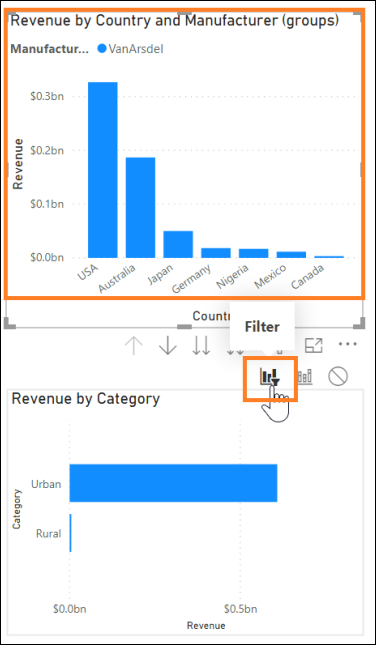 Revenue by Country and Manufacturer (groups)
Manufactur... VanArsdel
Revenue
$0.3bn
$0.2bn
$0.1bn
$0.0bn
USA
Australia
Japan
Germany
Nigeria
Mexico
Canada
Countr
Filter
Revenue by Category
Category
Urban
Rural
$0.0bn
$0.5bn
Revenue